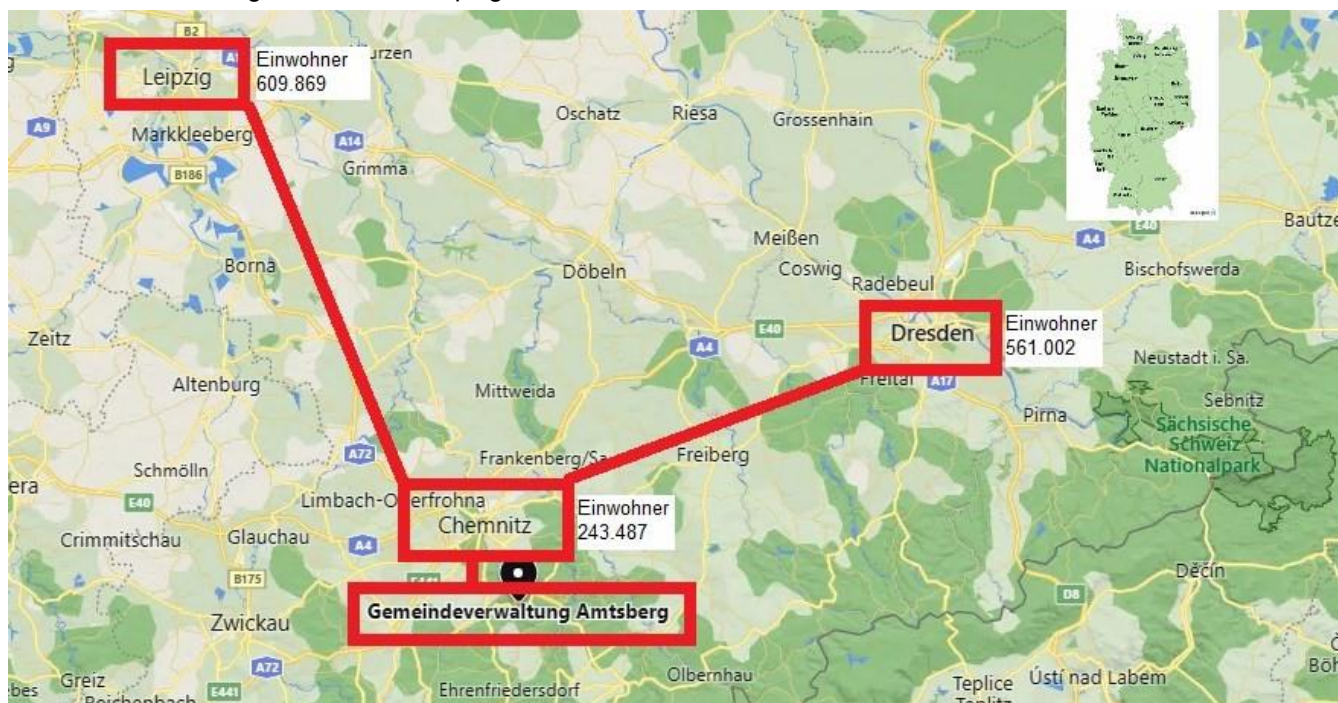 B2
Leipzig
Einwohner
609.869
Oschatz
Riesa
Grossenhain
A9
Markkleeberg
A14
B186
Grimma
Meißen
A4
E40
Borna
Döbeln
Coswig
Radebeul
Bischofswerda
Zeitz
E40
Dresden
Einwohner
561.002
A4
Neustadt i. Sa.
Altenburg
Mittweida
Freital
A17
Sebnitz
Pirna
Sächsische
Schweiz
Nationalpark
A72
Schmölln
Frankenberg/Sa
Freiberg
E40
Limbach-O erfrohna
Chemnitz
Einwohner
243.487
Crimmitschau
Glauchau
A4
B175
Děčín
D8
Gemeindeverwaltung Amtsberg
Zwickau
A72
Olbernhau
Greiz
E441
Ehrenfriedersdorf
Teplice
Ústí nad Labem